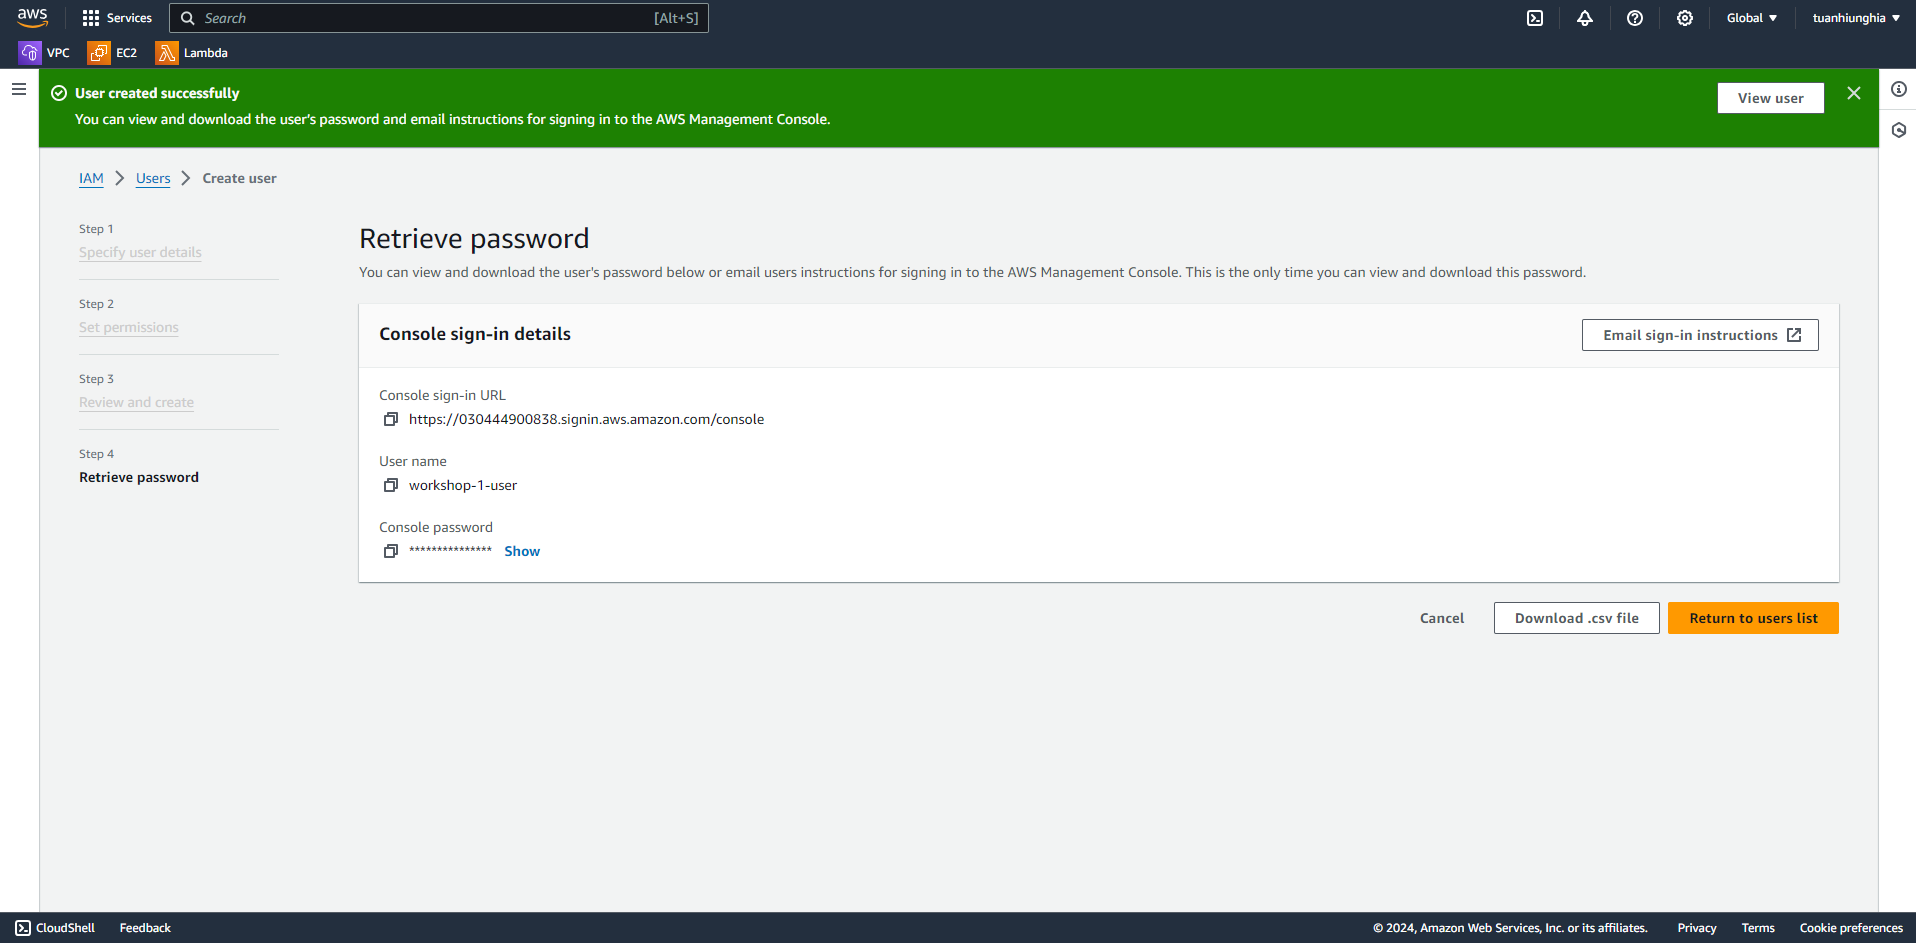 aws
Services
Search [Alt+S]
Global
tuanhiunghia
VPC
EC2
Lambda
User created successfully
You can view and download the user's password and email instructions for signing in to the AWS Management Console.
View user
IAM
Users
Create user
Step 1
Specify user details
Step 2
Set permissions
Step 3
Review and create
Step 4
Retrieve password
Retrieve password
You can view and download the user's password below or email users instructions for signing in to the AWS Management Console. This is the only time you can view and download this password.
Console sign-in details
Email sign-in instructions
Console sign-in URL
https://030444900838.signin.aws.amazon.com/console
User name
workshop-1-user
Console password
*************** Show
Cancel
Download .csv file
Return to users list
CloudShell
Feedback
© 2024, Amazon Web Services, Inc. or its affiliates.
Privacy
Terms
Cookie preferences